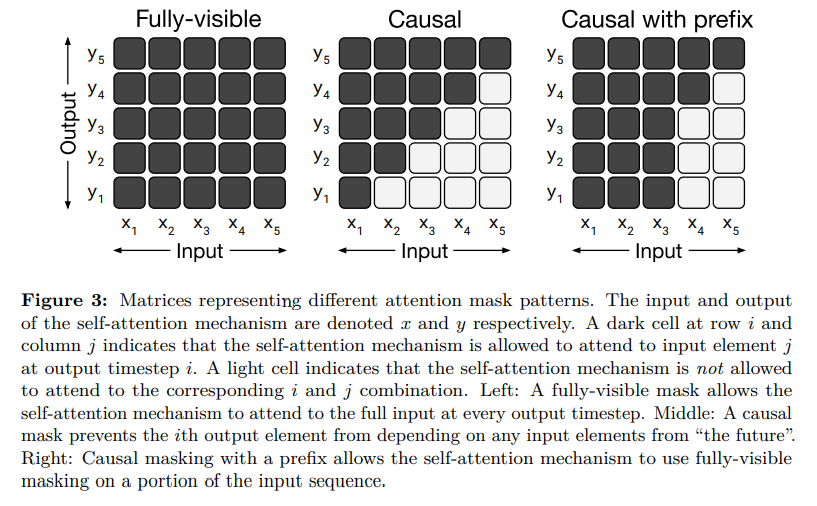 Fully-visible Causal Causal with prefix
y5 y5 y5
y4 y4 y4
y3 y3 y3
y2 y2 y2
y1 y1 y1
Output
x1 x2 x3 x4 x5 x1 x2 x3 x4 x5 x1 x2 x3 x4 x5
Input Input Input
Figure 3: Matrices representing different attention mask patterns. The input and output
of the self-attention mechanism are denoted x and y respectively. A dark cell at row i and
column j indicates that the self-attention mechanism is allowed to attend to input element j
at output timestep i. A light cell indicates that the self-attention mechanism is not allowed
to attend to the corresponding i and j combination. Left: A fully-visible mask allows the
self-attention mechanism to attend to the full input at every output timestep. Middle: A causal
mask prevents the ith output element from depending on any input elements from “the future”.
Right: Causal masking with a prefix allows the self-attention mechanism to use fully-visible
masking on a portion of the input sequence.